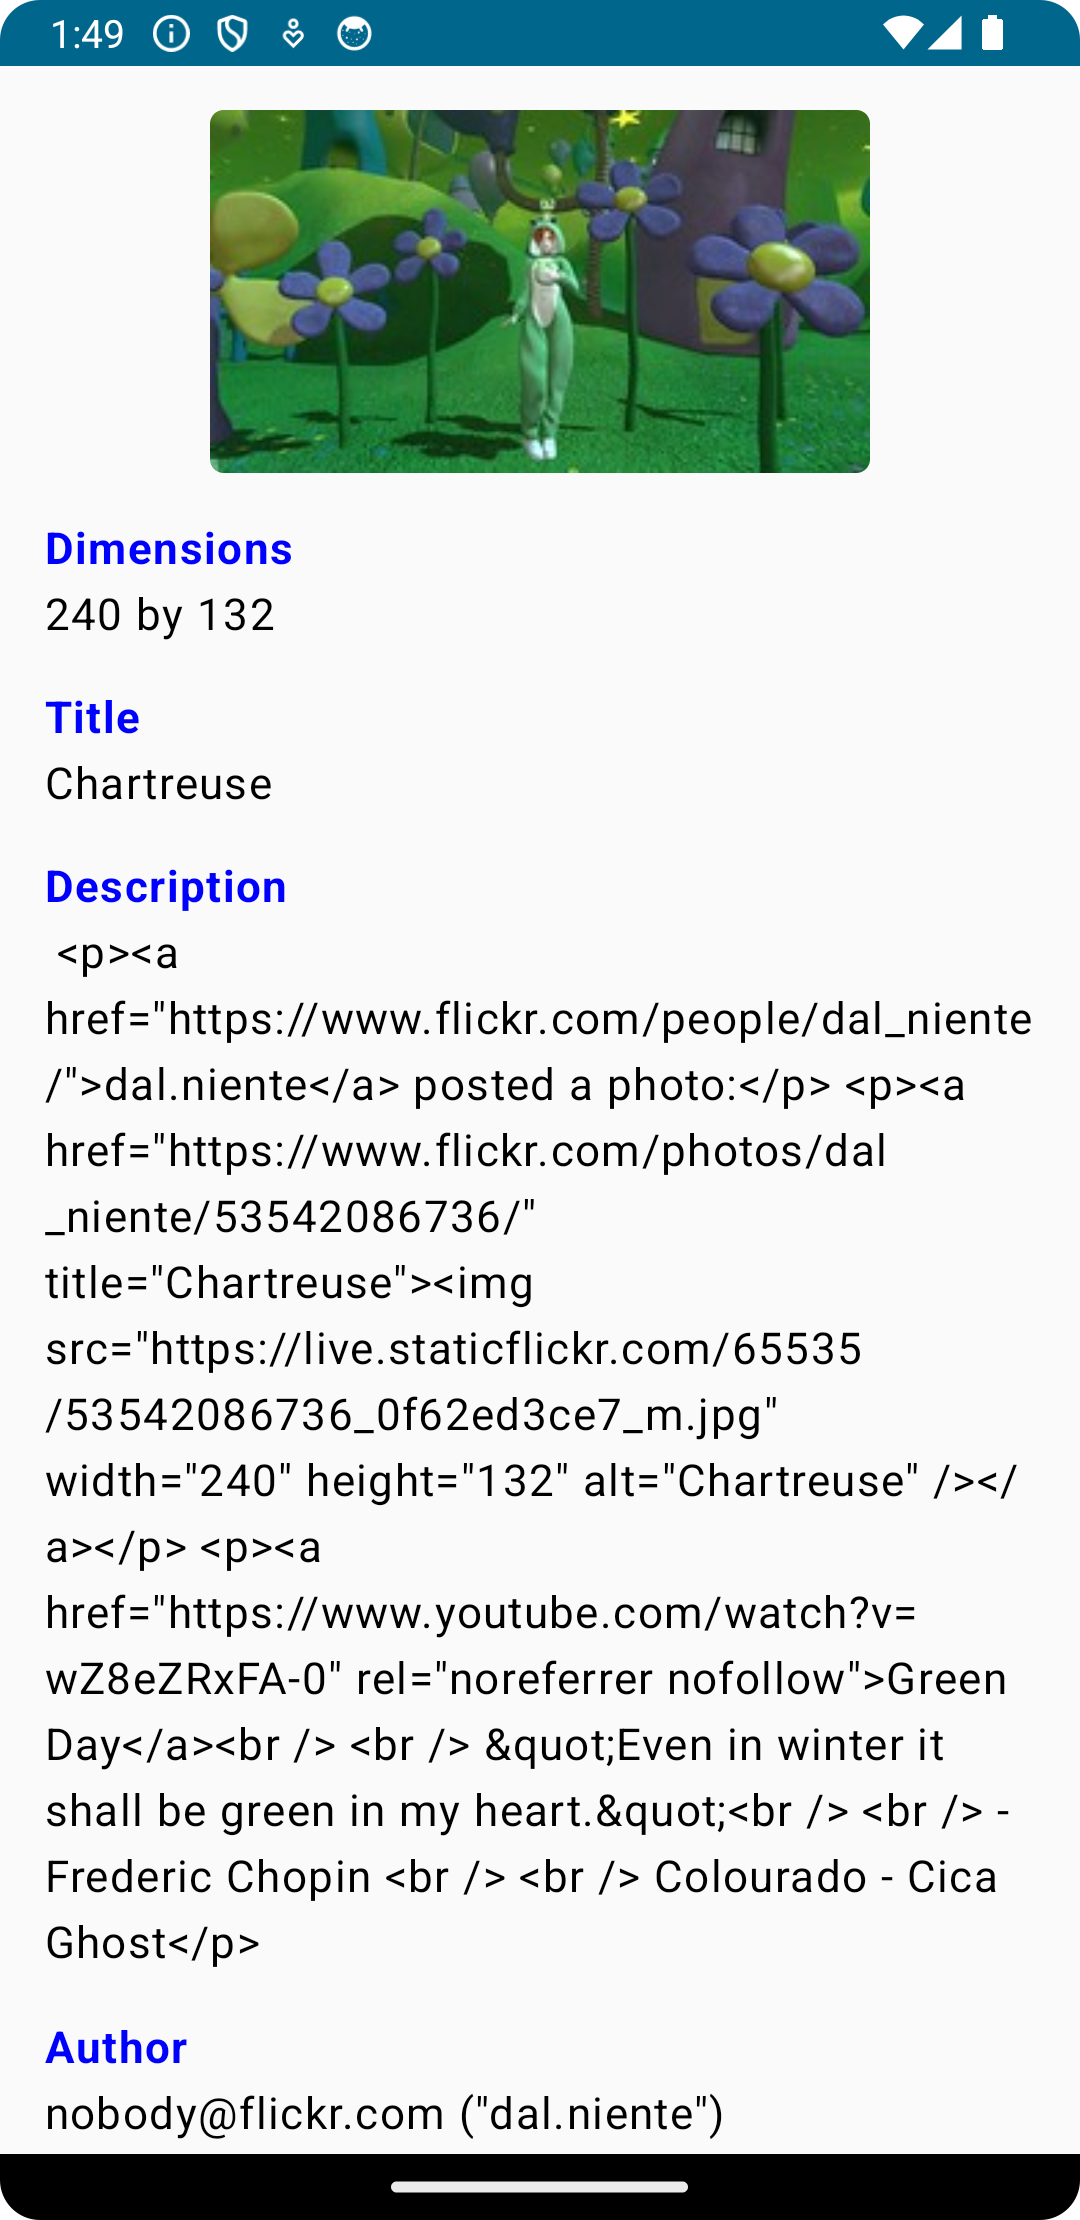 1:49
Dimensions
240 by 132
Title
Chartreuse
Description
<p><a
href="https://www.flickr.com/people/dal_niente
/">dal.niente</a> posted a photo:</p> <p><a
href="https://www.flickr.com/photos/dal
_niente/53542086736/"
title="Chartreuse"><img
src="https://live.staticflickr.com/65535
/53542086736_0f62ed3ce7_m.jpg"
width="240" height="132" alt="Chartreuse" /></
a></p> <p><a
href="https://www.youtube.com/watch?v=
wZ8eZRxFA-0" rel="noreferrer nofollow">Green
Day</a><br /> <br /> &quot;Even in winter it
shall be green in my heart.&quot;<br /> <br /> -
Frederic Chopin <br /> <br /> Colourado - Cica
Ghost</p>
Author
nobody@flickr.com ("dal.niente")